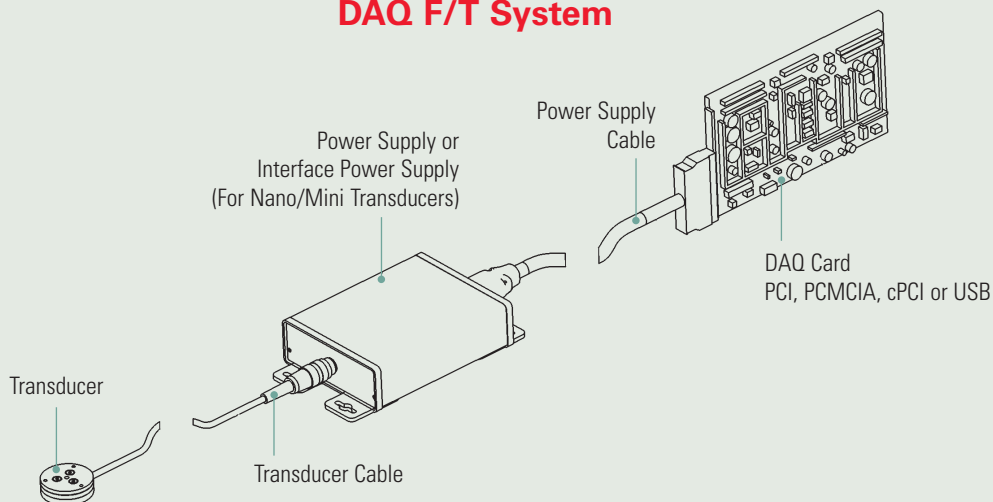 DAQ F/T System
Power Supply
Cable
Power Supply or
Interface Power Supply
(For Nano/Mini Transducers)
DAQ Card
PCI, PCMCIA, cPCI or USB
Transducer
Transducer Cable